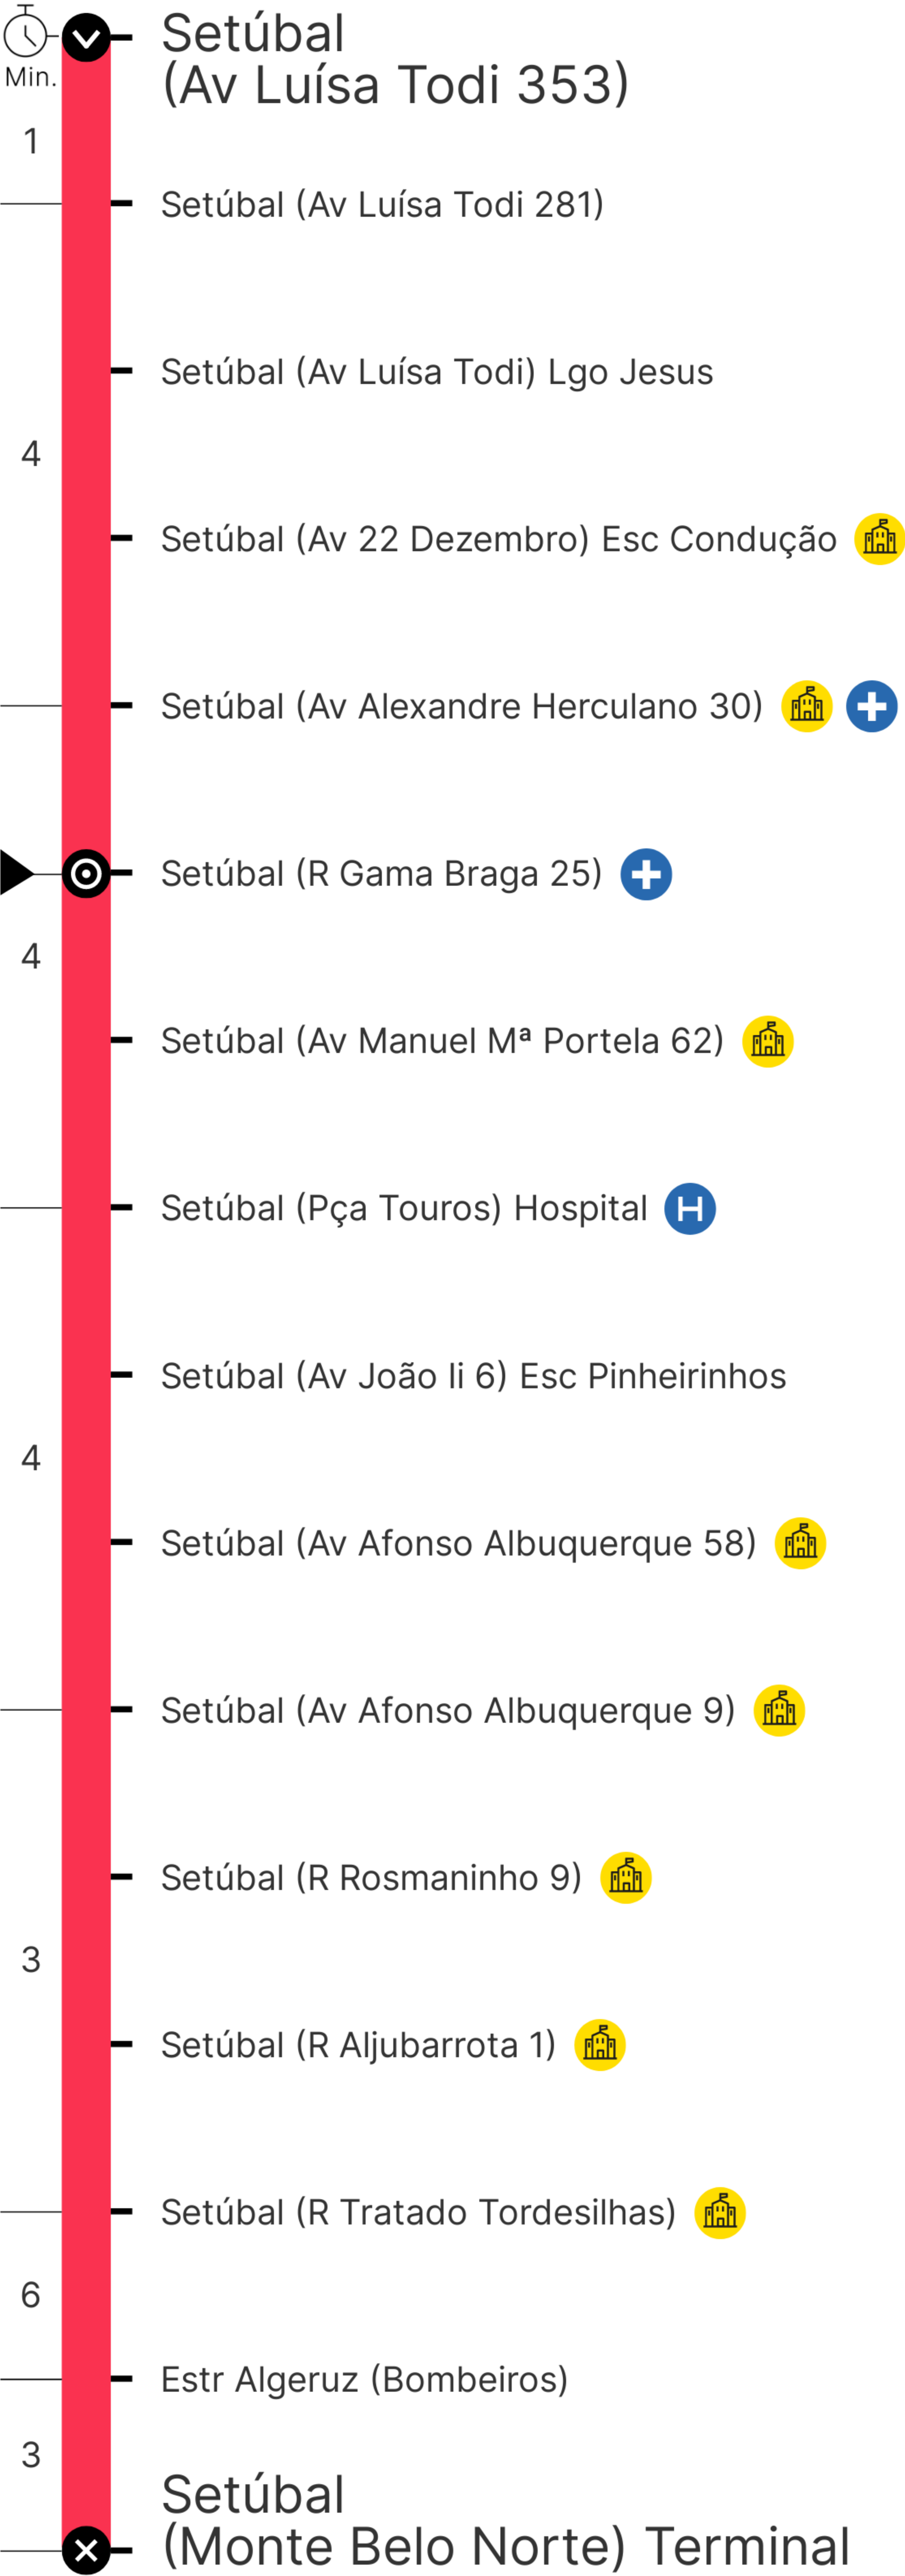 Setúbal
(Av Luísa Todi 353)
Min.
1
Setúbal (Av Luísa Todi 281)
Setúbal (Av Luísa Todi) Lgo Jesus
4
Setúbal (Av 22 Dezembro) Esc Condução
Setúbal (Av Alexandre Herculano 30)
Setúbal (R Gama Braga 25)
4
Setúbal (Av Manuel Mª Portela 62)
Setúbal (Pça Touros) Hospital H
Setúbal (Av João Ii 6) Esc Pinheirinhos
4
Setúbal (Av Afonso Albuquerque 58)
Setúbal (Av Afonso Albuquerque 9)
Setúbal (R Rosmaninho 9)
3
Setúbal (R Aljubarrota 1)
Setúbal (R Tratado Tordesilhas)
6
Estr Algeruz (Bombeiros)
3
Setúbal
(Monte Belo Norte) Terminal